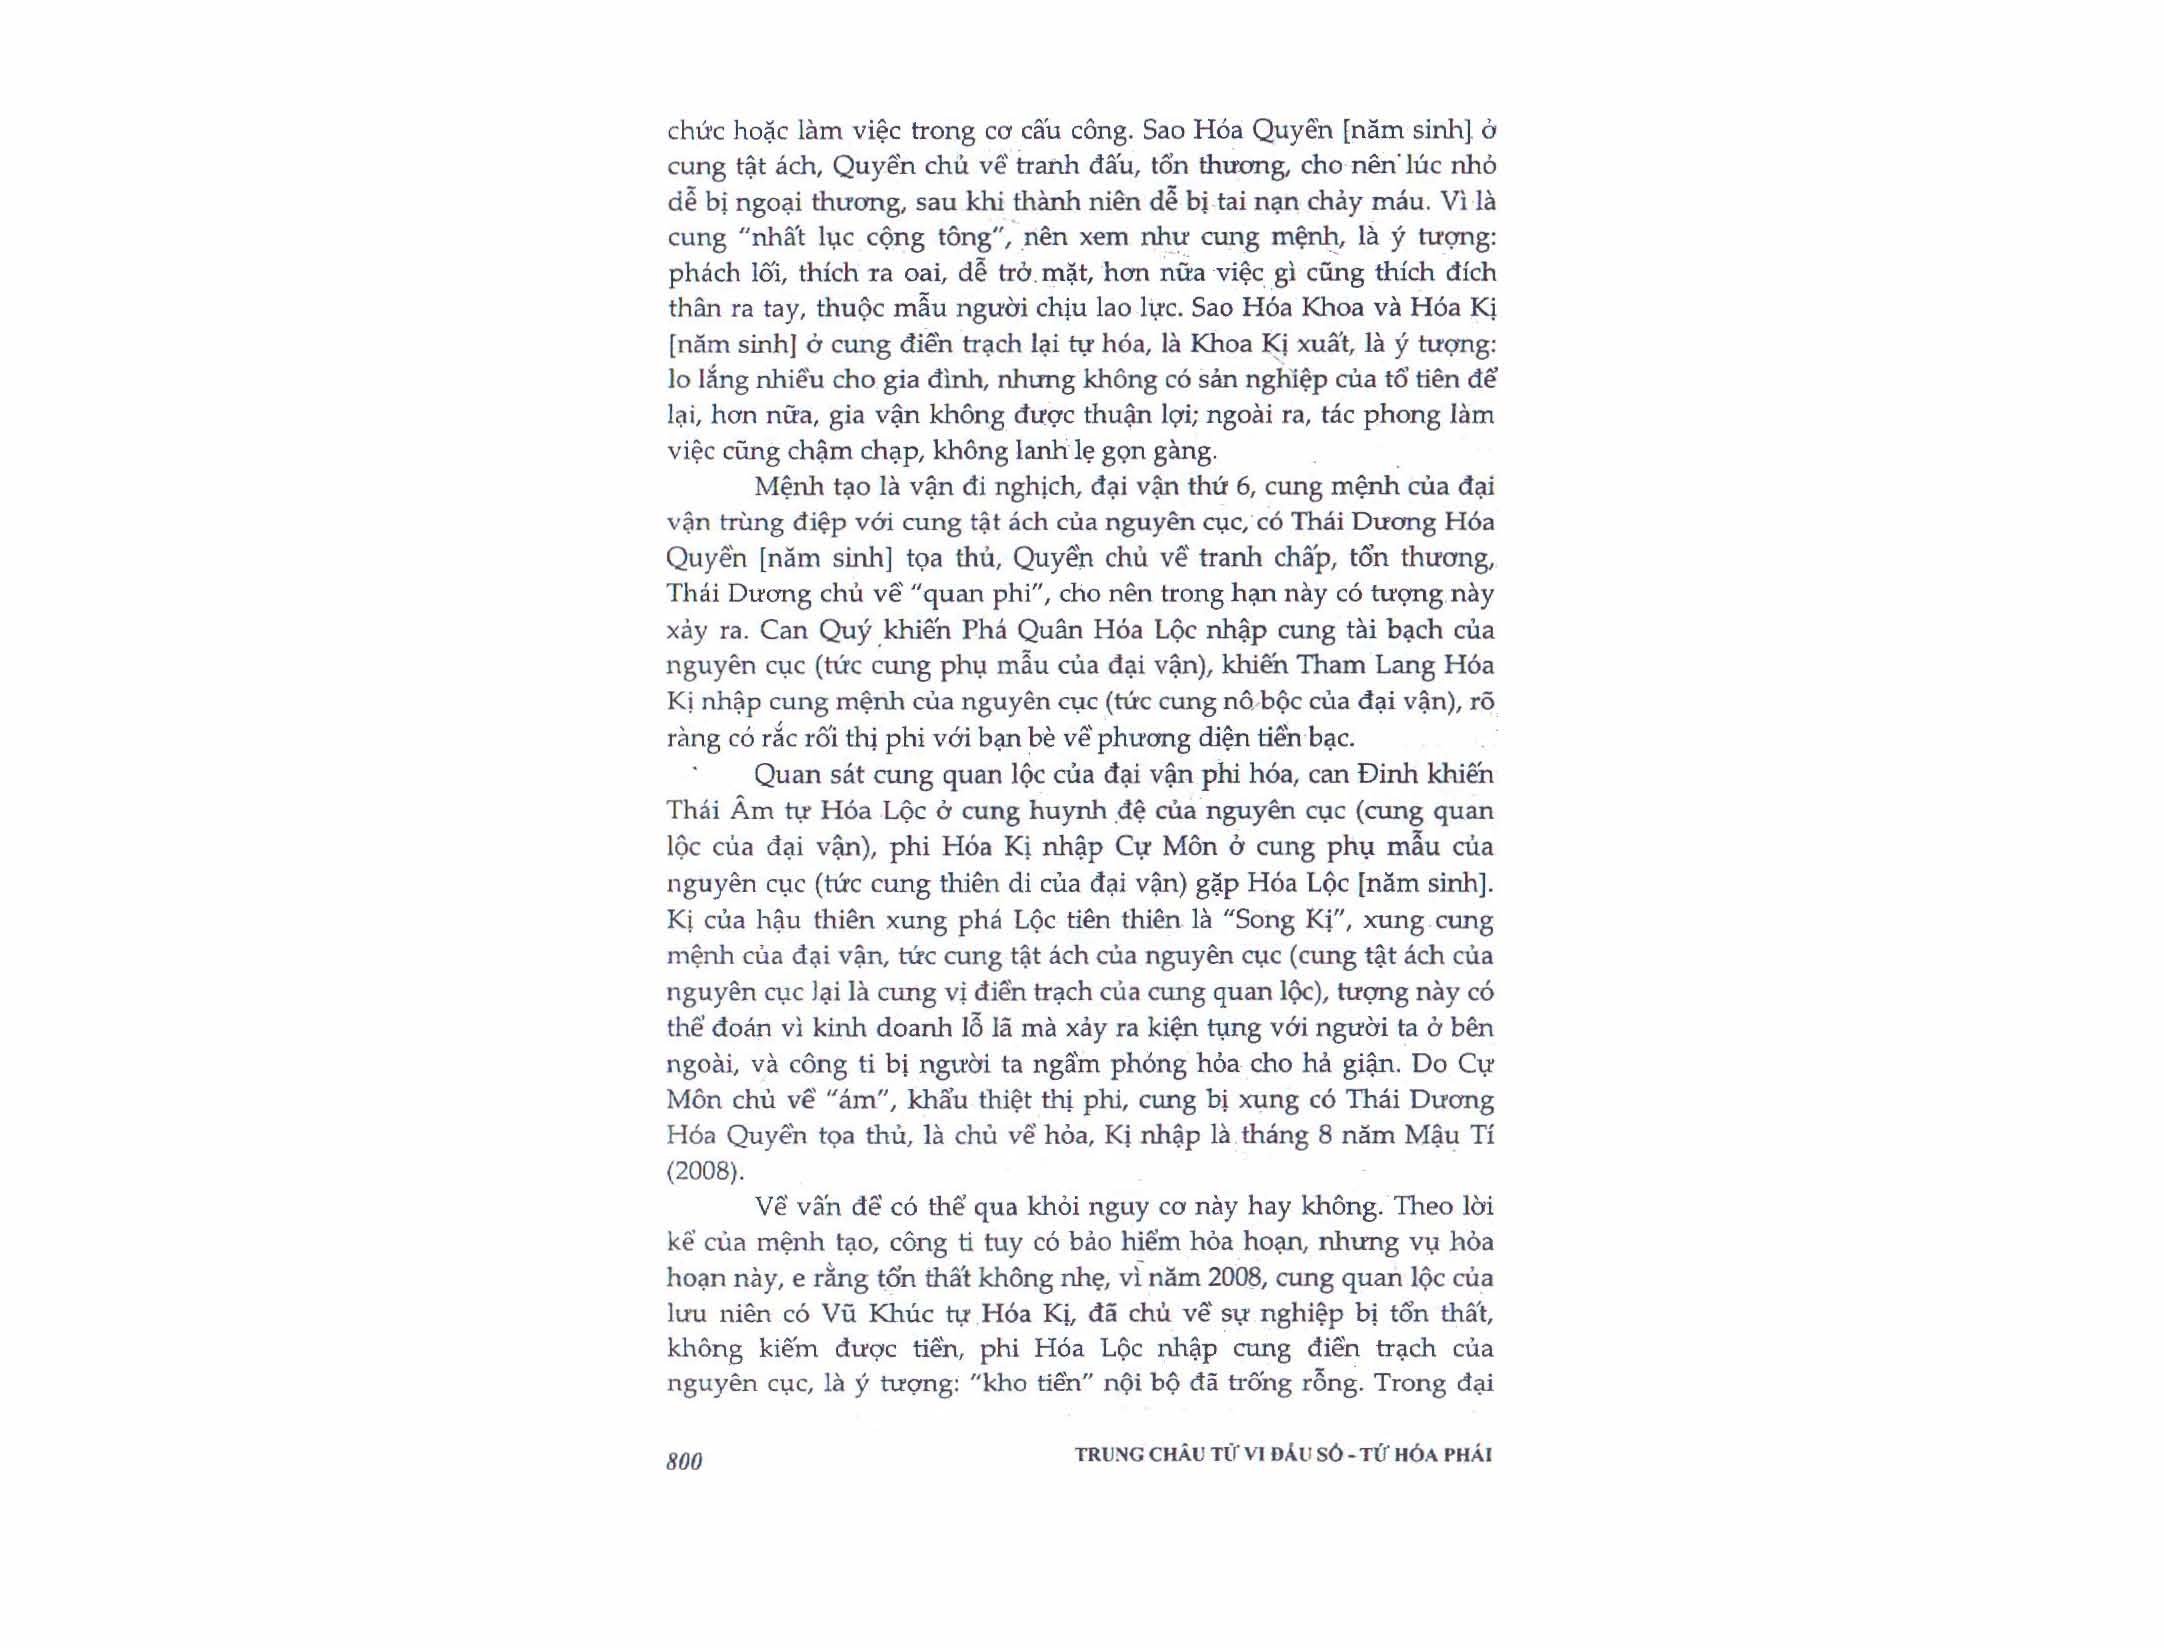 chức hoặc làm việc trong cơ cấu công. Sao Hóa Quyền [năm sinh] ở
cung tật ách, Quyền chủ về tranh đấu, tổn thương, cho nên lúc nhỏ
dễ bị ngoại thương, sau khi thành niên dễ bị tai nạn chảy máu. Vì là
cung "nhất lục cộng tông", nên xem như cung mệnh, là ý tượng:
phách lối, thích ra oai, dễ trở mặt, hơn nữa việc gì cũng thích đích
thân ra tay, thuộc mẫu người chịu lao lực. Sao Hóa Khoa và Hóa Kị
[năm sinh] ở cung điền trạch lại tự hóa, là Khoa Kị xuất, là ý tượng:
lo lắng nhiều cho gia đình, nhưng không có sản nghiệp của tổ tiên để
lại, hơn nữa, gia vận không được thuận lợi; ngoài ra, tác phong làm
việc cũng chậm chạp, không lanh lẹ gọn gàng.
Mệnh tạo là vận đi nghịch, đại vận thứ 6, cung mệnh của đại
vận trùng điệp với cung tật ách của nguyên cục, có Thái Dương Hóa
Quyền [năm sinh] tọa thủ, Quyền chủ về tranh chấp, tổn thương,
Thái Dương chủ về "quan phi", cho nên trong hạn này có tượng này
xảy ra. Can Quý khiến Phá Quân Hóa Lộc nhập cung tài bạch của
nguyên cục (tức cung phụ mẫu của đại vận), khiến Tham Lang Hóa
Kị nhập cung mệnh của nguyên cục (tức cung nô bộc của đại vận), rõ
ràng có rắc rối thị phi với bạn bè về phương diện tiền bạc.
Quan sát cung quan lộc của đại vận phi hóa, can Đinh khiến
Thái Âm tự Hóa Lộc ở cung huynh đệ của nguyên cục (cung quan
lộc của đại vận), phi Hóa Kị nhập Cự Môn ở cung phụ mẫu của
nguyên cục (tức cung thiên di của đại vận) gặp Hóa Lộc [năm sinh].
Kị của hậu thiên xung phá Lộc tiên thiên là "Song Kị", xung cung
mệnh của đại vận, tức cung tật ách của nguyên cục (cung tật ách của
nguyên cục lại là cung vị điền trạch của cung quan lộc), tượng này có
thể đoán vì kinh doanh lỗ lã mà xảy ra kiện tụng với người ta ở bên
ngoài, và công ti bị người ta ngầm phóng hỏa cho hả giận. Do Cự
Môn chủ về "ám", khẩu thiệt thị phi, cung bị xung có Thái Dương
Hóa Quyền tọa thủ, là chủ về hỏa, Kị nhập là tháng 8 năm Mậu Tí
(2008).
Về vấn đề có thể qua khỏi nguy cơ này hay không. Theo lời
kể của mệnh tạo, công ti tuy có bảo hiểm hỏa hoạn, nhưng vụ hỏa
hoạn này, e rằng tổn thất không nhẹ, vì năm 2008, cung quan lộc của
lưu niên có Vũ Khúc tự Hóa Kị, đã chủ về sự nghiệp bị tổn thất,
không kiếm được tiền, phi Hóa Lộc nhập cung điền trạch của
nguyên cục, là ý tượng: "kho tiền" nội bộ đã trống rỗng. Trong đại
800 TRUNG CHÂU TỬ VI ĐẨU SỐ - TỨ HÓA PHÁI